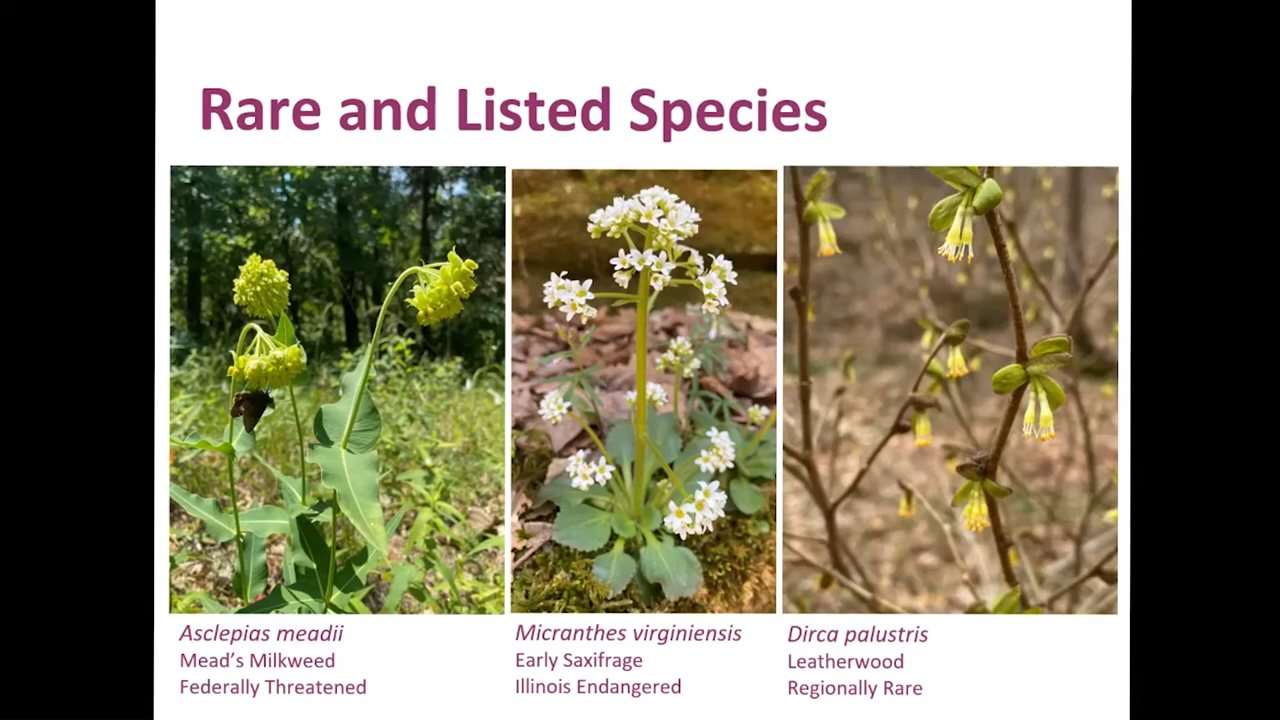 Rare and Listed Species
Asclepias meadii
Mead's Milkweed
Federally Threatened
Micranthes virginiensis
Early Saxifrage
Illinois Endangered
Dirca palustris
Leatherwood
Regionally Rare